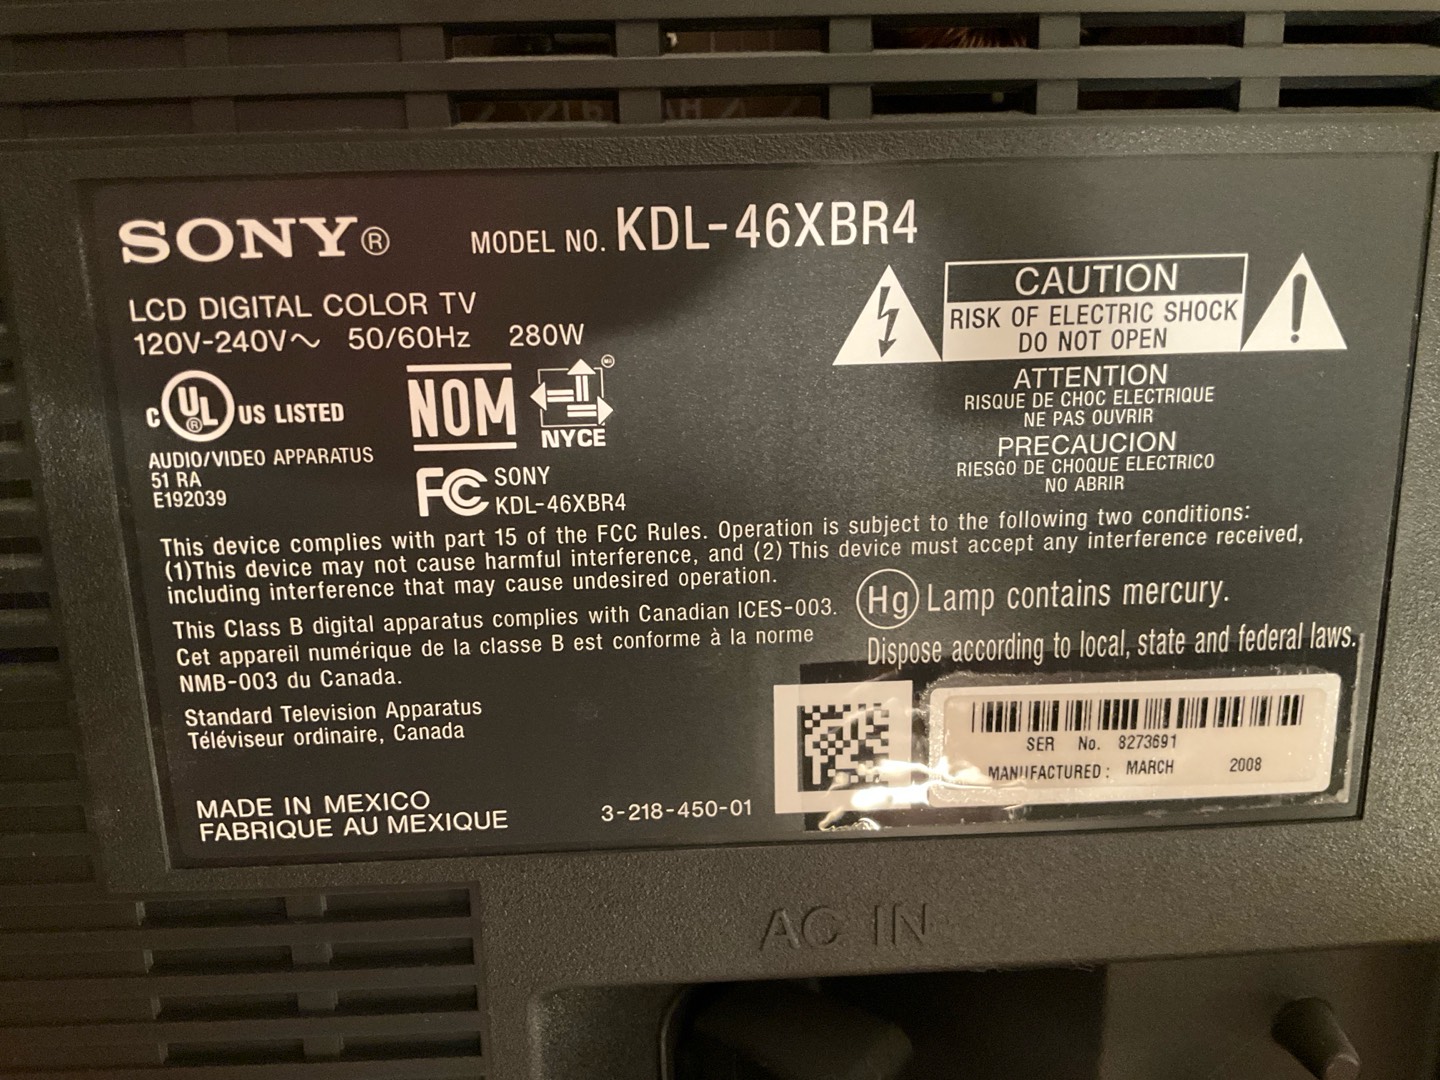 SONY®
MODEL NO. KDL-46XBR4
LCD DIGITAL COLOR TV
120V-240V~ 50/60Hz 280W
C UL® US LISTED
AUDIO/VIDEO APPARATUS
51 RA
E192039
NOM
NYCE
FC SONY
KDL-46XBR4
CAUTION
RISK OF ELECTRIC SHOCK
DO NOT OPEN
ATTENTION
RISQUE DE CHOC ELECTRIQUE
NE PAS OUVRIR
PRECAUCION
RIESGO DE CHOQUE ELECTRICO
NO ABRIR
This device complies with part 15 of the FCC Rules. Operation is subject to the following two conditions:
(1)This device may not cause harmful interference, and (2) This device must accept any interference received,
including interference that may cause undesired operation.
This Class B digital apparatus complies with Canadian ICES-003.
Cet appareil numérique de la classe B est conforme à la norme
NMB-003 du Canada.
Hg Lamp contains mercury.
Dispose according to local, state and federal laws.
Standard Television Apparatus
Téléviseur ordinaire, Canada
SER No. 8273691
MANUFACTURED: MARCH 2008
MADE IN MEXICO
FABRIQUE AU MEXIQUE
3-218-450-01
AC IN